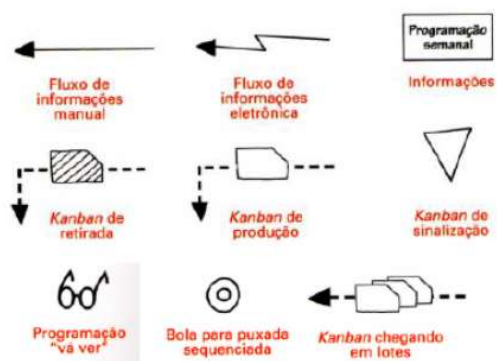 Programação
semanal
Fluxo de
informações
manual
Fluxo de
informações
eletrônica
Informações
Kanban de
retirada
Kanban de
produção
Kanban de
sinalização
Programação
"vá ver"
Bola para puxada
sequenciada
Kanban chegando
em lotes